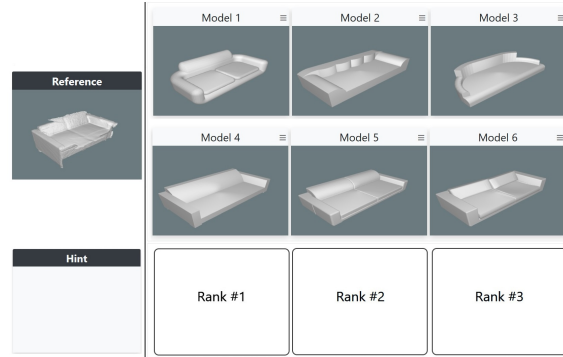 Model 1
Model 2
Model 3
Reference
Model 4
Model 5
Model 6
Hint
Rank #1
Rank #2
Rank #3